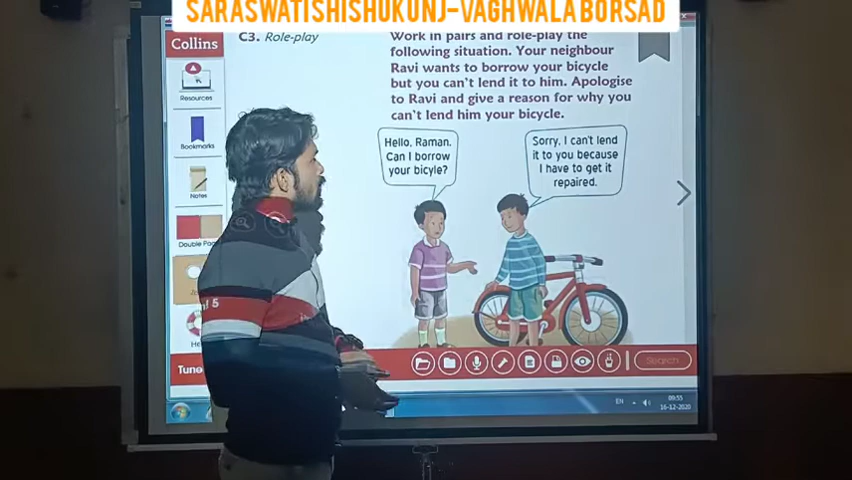 SARASWATISHISHUKUNJ-VAGHWALA BORSAD
Collins
Resources
Bookmarks
Notes
C3. Role-play
Work in pairs and role-play the
following situation. Your neighbour
Ravi wants to borrow your bicycle
but you can't lend it to him. Apologise
to Ravi and give a reason for why you
can't lend him your bicycle.
Hello, Raman.
Can I borrow
your bicyle?
Sorry, I can't lend
it to you because
I have to get it
repaired.
of 5
Search
EN
09:55
16-12-2020